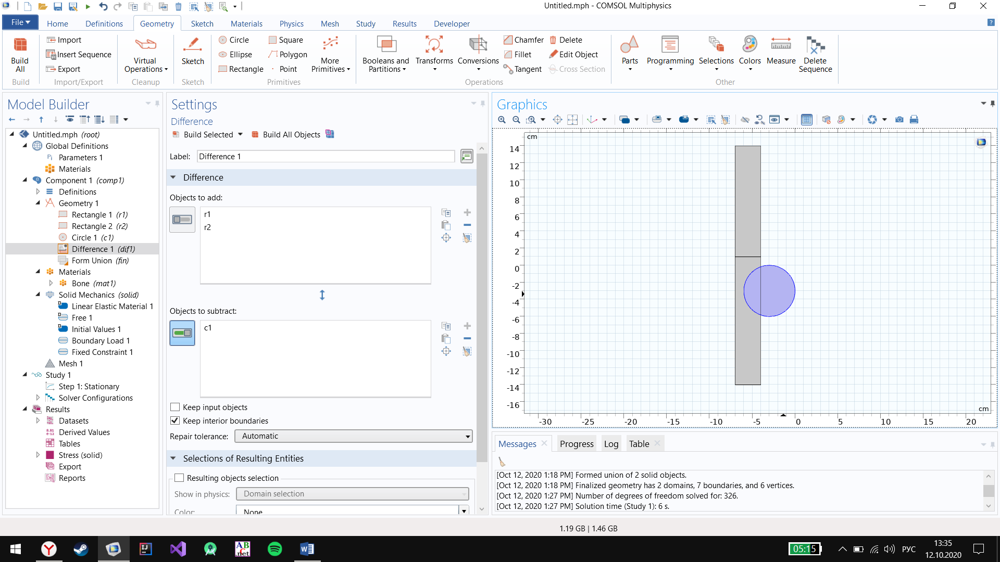 Untitled.mph - COMSOL Multiphysics
File Home Definitions Geometry Sketch Materials Physics Mesh Study Results Developer
Build All
Build
Import
Insert Sequence
Export
Import/Export
Virtual Operations
Cleanup
Sketch
Sketch
Circle
Ellipse
Rectangle
Square
Polygon
Point
More Primitives
Primitives
Booleans and Partitions
Transforms
Conversions
Chamfer
Fillet
Tangent
Delete
Edit Object
Cross Section
Operations
Parts
Programming
Selections
Colors
Measure
Delete Sequence
Other
Model Builder
Untitled.mph (root)
Global Definitions
Pi Parameters 1
Materials
Component 1 (comp1)
Definitions
Geometry 1
Rectangle 1 (r1)
Rectangle 2 (r2)
Circle 1 (c1)
Difference 1 (dif1)
Form Union (fin)
Materials
Bone (mat1)
Solid Mechanics (solid)
D Linear Elastic Material 1
D Free 1
D Initial Values 1
Boundary Load 1
Fixed Constraint 1
Mesh 1
Study 1
Step 1: Stationary
Solver Configurations
Results
Datasets
8.85 e-12 Derived Values
Tables
Stress (solid)
Export
Reports
Settings
Difference
Build Selected Build All Objects
Label: Difference 1
Difference
Objects to add:
r1
r2
Objects to subtract:
c1
Keep input objects
Keep interior boundaries
Repair tolerance: Automatic
Selections of Resulting Entities
Resulting objects selection
Show in physics: Domain selection
Color: None
Graphics
cm
14
12
10
8
6
4
2
0
-2
-4
-6
-8
-10
-12
-14
-16
cm
-30 -25 -20 -15 -10 -5 0 5 10 15 20
Messages Progress Log Table
[Oct 12, 2020 1:18 PM] Formed union of 2 solid objects.
[Oct 12, 2020 1:18 PM] Finalized geometry has 2 domains, 7 boundaries, and 6 vertices.
[Oct 12, 2020 1:27 PM] Number of degrees of freedom solved for: 326.
[Oct 12, 2020 1:27 PM] Solution time (Study 1): 6 s.
1.19 GB | 1.46 GB
05:15
РУС
13:35
12.10.2020